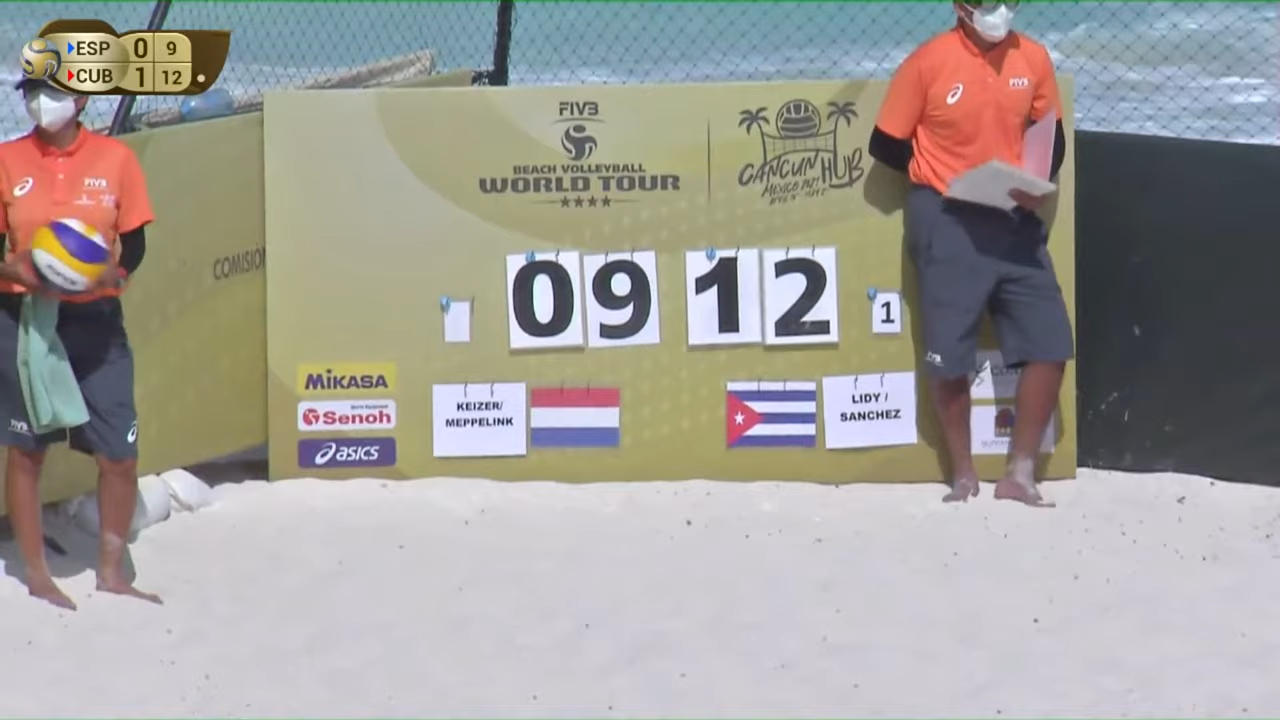 ESP 0 9
CUB 1 12
FIVB
BEACH VOLLEYBALL
WORLD TOUR
CANCUN HUB
FIVB
FIVB
COMISIÓN
09 12
1
MIKASA
Senoh
asics
KEIZER/
MEPPELINK
LIDY /
SANCHEZ